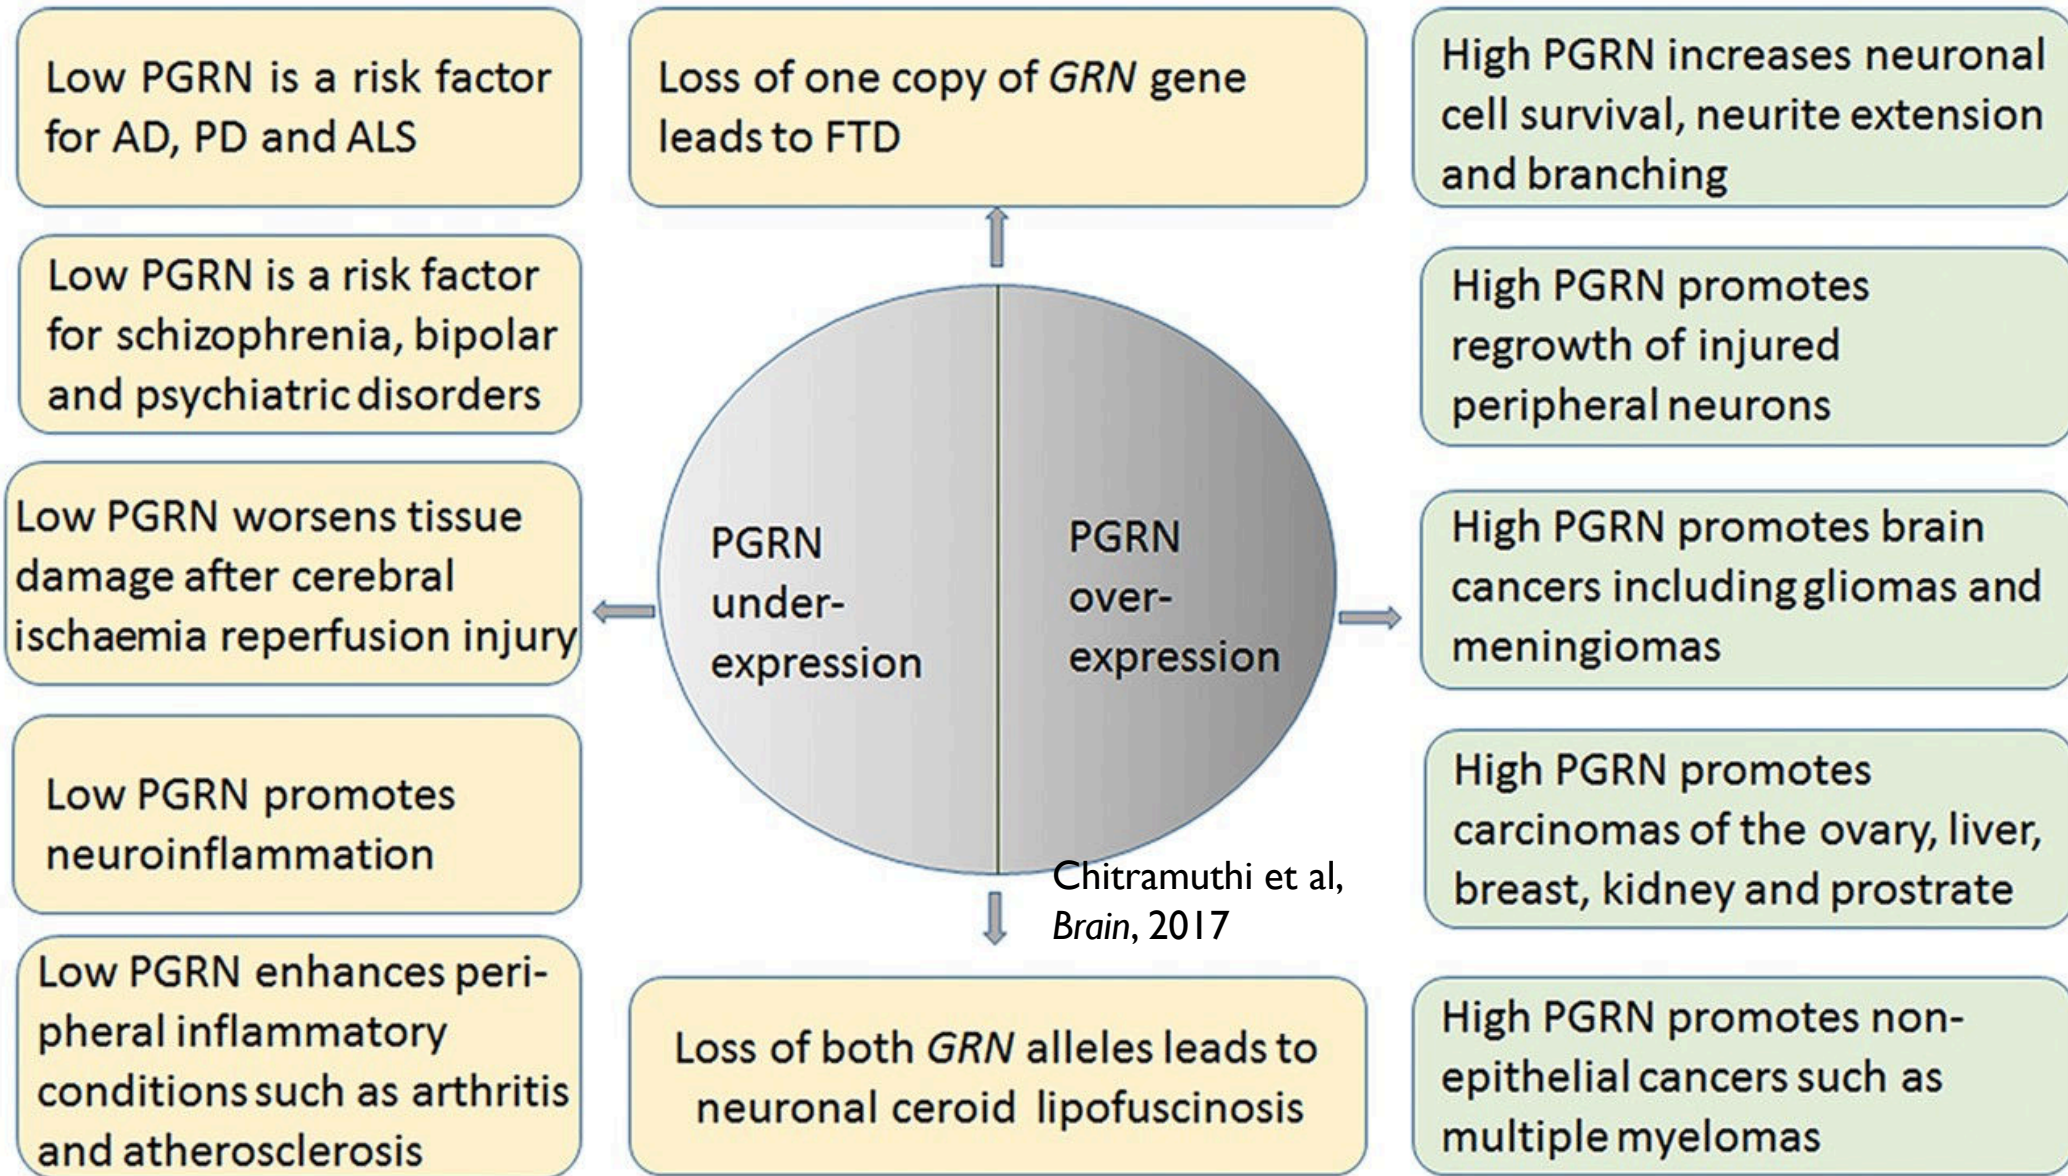 Low PGRN is a risk factor
for AD, PD and ALS
Low PGRN is a risk factor
for schizophrenia, bipolar
and psychiatric disorders
Low PGRN worsens tissue
damage after cerebral
ischaemia reperfusion injury
Low PGRN promotes
neuroinflammation
Low PGRN enhances peri-
pheral inflammatory
conditions such as arthritis
and atherosclerosis
Loss of one copy of GRN gene
leads to FTD
PGRN
under-
expression
PGRN
over-
expression
Chitramuthi et al,
Brain, 2017
Loss of both GRN alleles leads to
neuronal ceroid lipofuscinosis
High PGRN increases neuronal
cell survival, neurite extension
and branching
High PGRN promotes
regrowth of injured
peripheral neurons
High PGRN promotes brain
cancers including gliomas and
meningiomas
High PGRN promotes
carcinomas of the ovary, liver,
breast, kidney and prostrate
High PGRN promotes non-
epithelial cancers such as
multiple myelomas